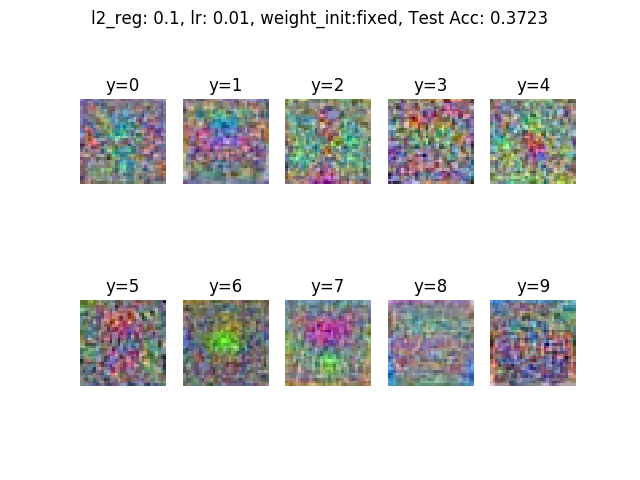 l2_reg: 0.1, lr: 0.01, weight_init:fixed, Test Acc: 0.3723
y=0 y=1 y=2 y=3 y=4
y=5 y=6 y=7 y=8 y=9